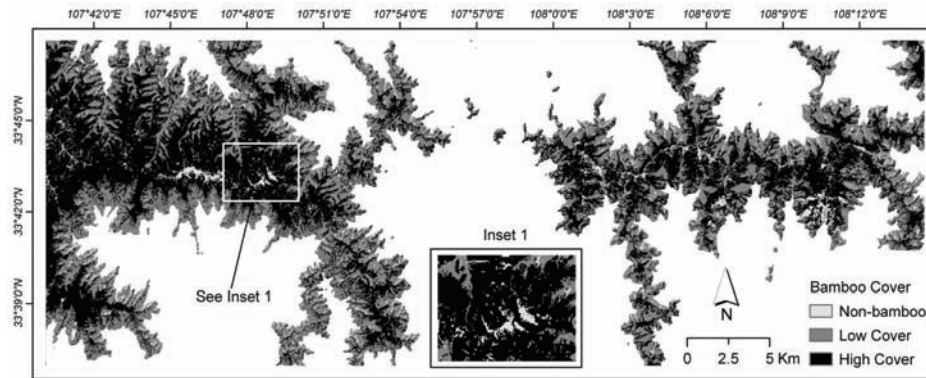 107°42'0"E 107°45'0"E 107°48'0"E 107°51'0"E 107°54'0"E 107°57'0"E 108°0'0"E 108°3'0"E 108°6'0"E 108°9'0"E 108°12'0"E
33°45'0"N
33°42'0"N
33°39'0"N
See Inset 1
Inset 1
N
0 2.5 5 Km
Bamboo Cover
Non-bamboo
Low Cover
High Cover